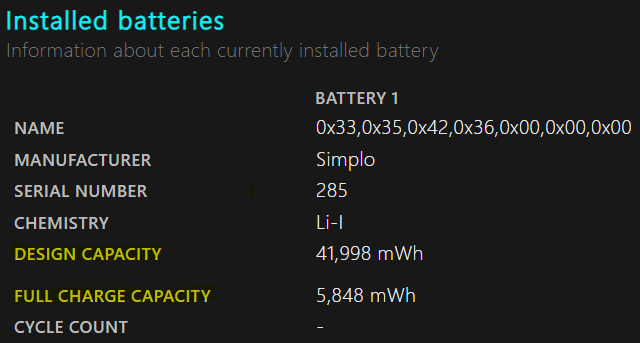 Installed batteries
Information about each currently installed battery
BATTERY 1
NAME 0x33,0x35,0x42,0x36,0x00,0x00,0x00
MANUFACTURER Simplo
SERIAL NUMBER 285
CHEMISTRY Li-I
DESIGN CAPACITY 41,998 mWh
FULL CHARGE CAPACITY 5,848 mWh
CYCLE COUNT -